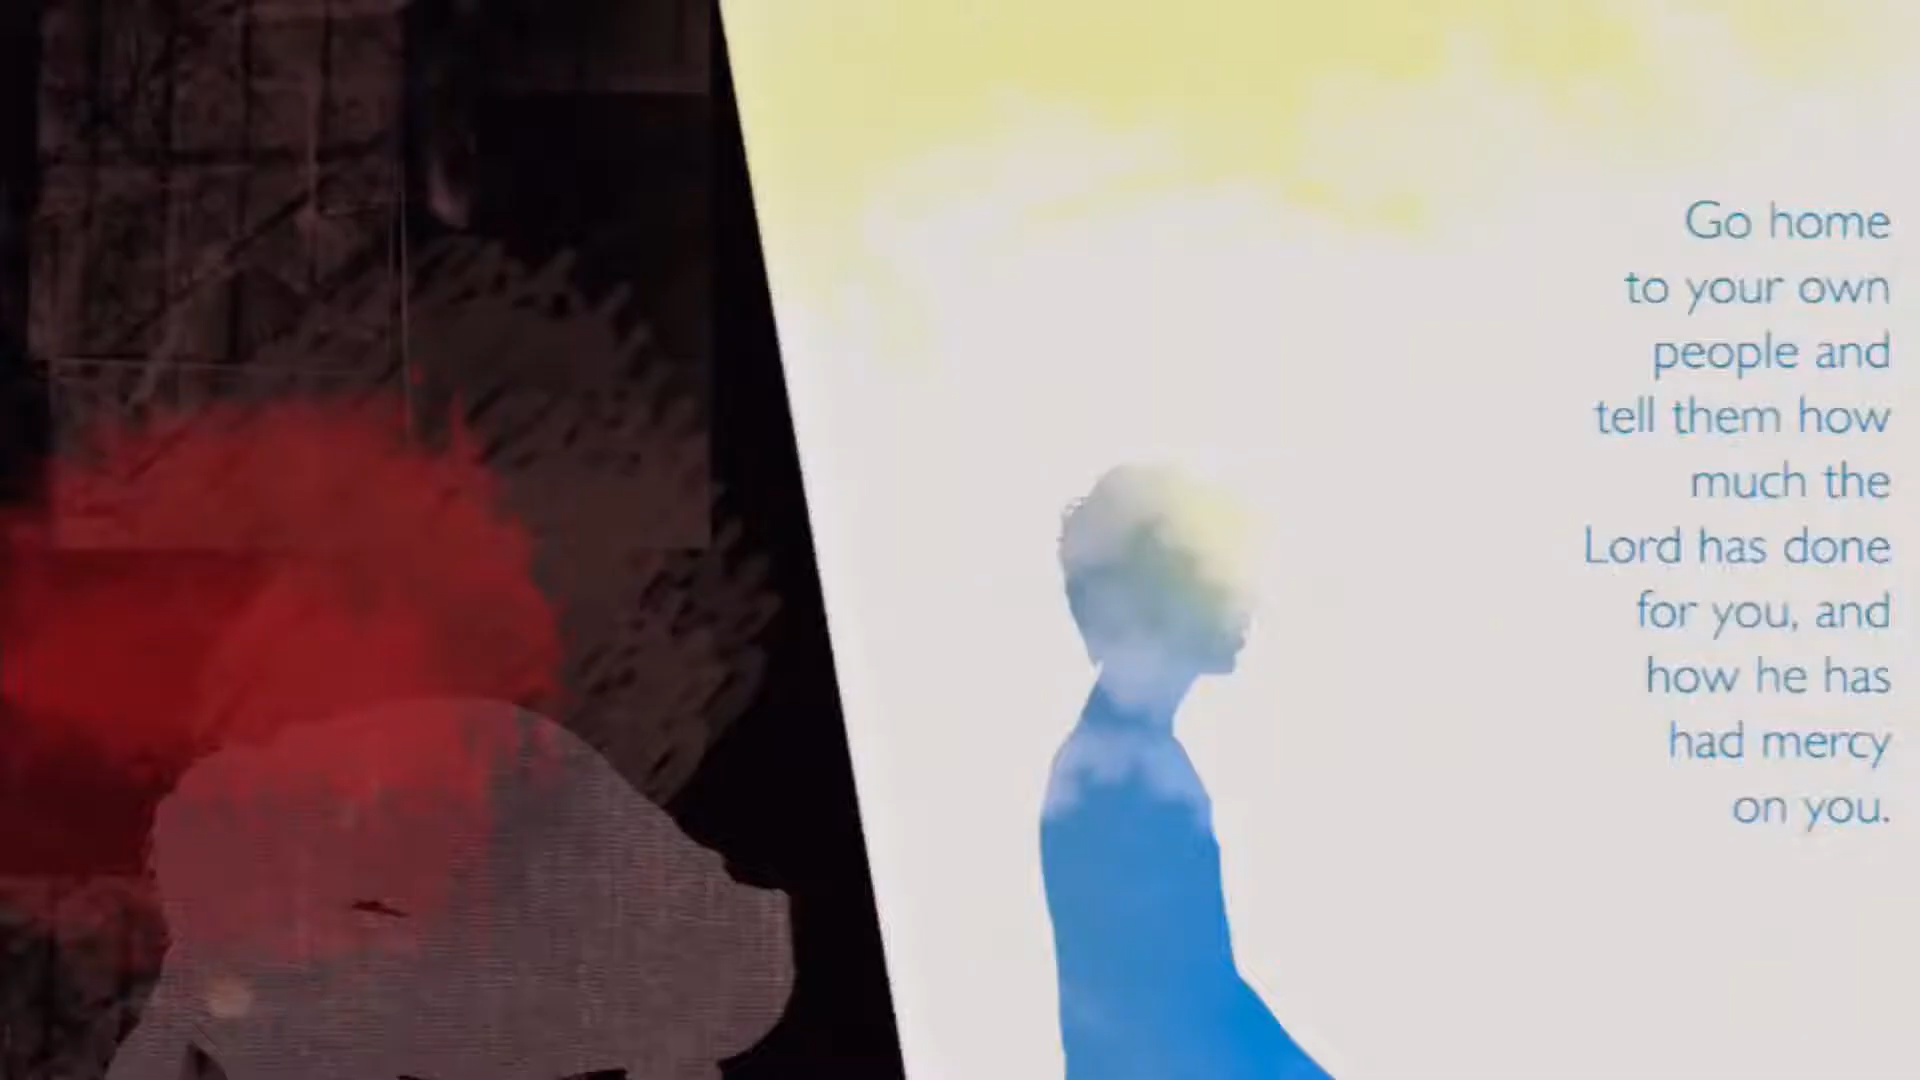 Go home
to your own
people and
tell them how
much the
Lord has done
for you, and
how he has
had mercy
on you.